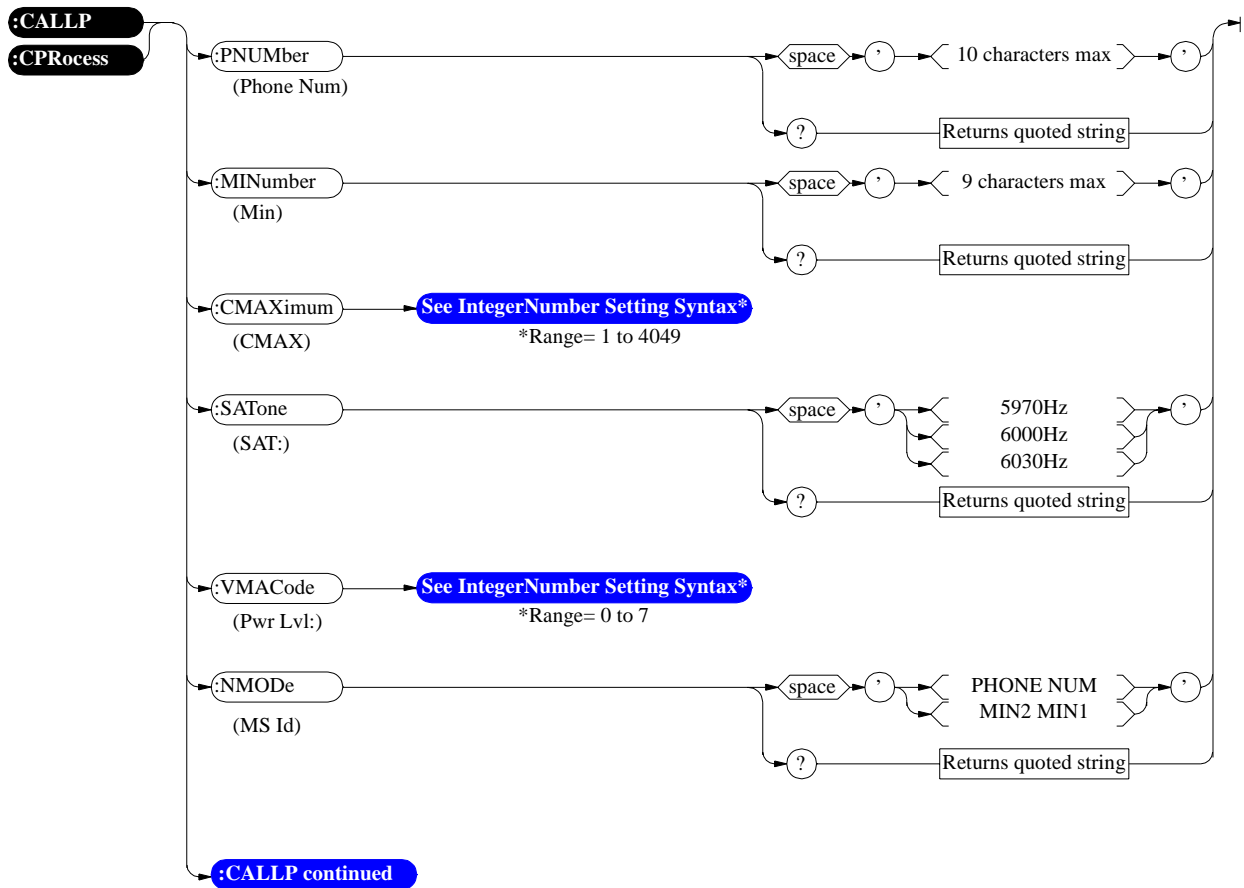 :CALLP
:CPRocess
:PNUMber
(Phone Num)
space ’ 10 characters max ’
? Returns quoted string
:MINumber
(Min)
space ’ 9 characters max ’
? Returns quoted string
:CMAXimum
(CMAX)
See IntegerNumber Setting Syntax*
*Range= 1 to 4049
:SATone
(SAT:)
space ’ 5970Hz ’
6000Hz
6030Hz
? Returns quoted string
:VMACode
(Pwr Lvl:)
See IntegerNumber Setting Syntax*
*Range= 0 to 7
:NMODe
(MS Id)
space ’ PHONE NUM ’
MIN2 MIN1
? Returns quoted string
:CALLP continued